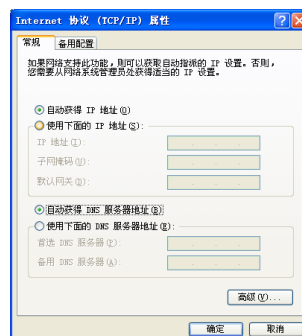 Internet 协议 (TCP/IP) 属性
常规 备用配置
如果网络支持此功能，则可以获取自动指派的 IP 设置。否则，
您需要从网络系统管理员处获得适当的 IP 设置。
自动获得 IP 地址(O)
使用下面的 IP 地址(S):
IP 地址(I):
子网掩码(U):
默认网关(D):
自动获得 DNS 服务器地址(B)
使用下面的 DNS 服务器地址(E):
首选 DNS 服务器(P):
备用 DNS 服务器(A):
高级(V)...
确定 取消